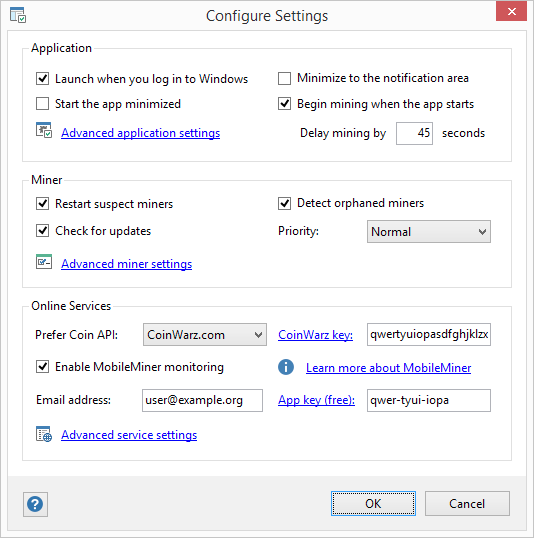 Configure Settings
Application
Launch when you log in to Windows
Minimize to the notification area
Start the app minimized
Begin mining when the app starts
Advanced application settings
Delay mining by 45 seconds
Miner
Restart suspect miners
Detect orphaned miners
Check for updates
Priority: Normal
Advanced miner settings
Online Services
Prefer Coin API: CoinWarz.com
CoinWarz key: qwertyuiopasdfghjklzx
Enable MobileMiner monitoring
Learn more about MobileMiner
Email address: user@example.org
App key (free): qwer-tyui-iopa
Advanced service settings
OK
Cancel